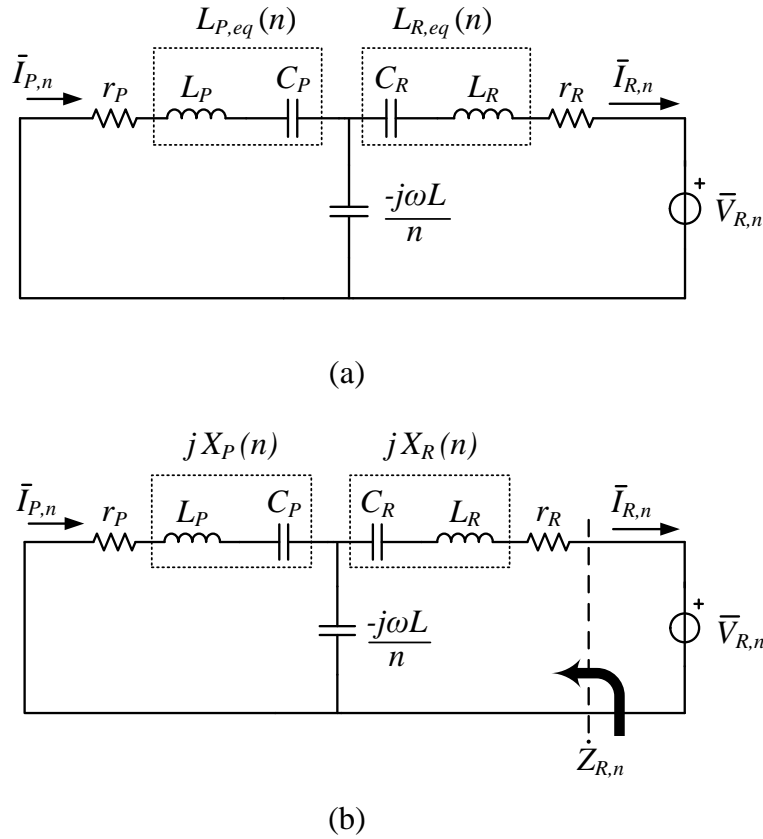 L_{P,eq}(n) L_{R,eq}(n)
Ī_{P,n} r_P L_P C_P C_R L_R r_R Ī_{R,n}
-jωL
n
+
V̄_{R,n}
(a)
jX_P(n) jX_R(n)
Ī_{P,n} r_P L_P C_P C_R L_R r_R Ī_{R,n}
-jωL
n
+
V̄_{R,n}
Ż_{R,n}
(b)